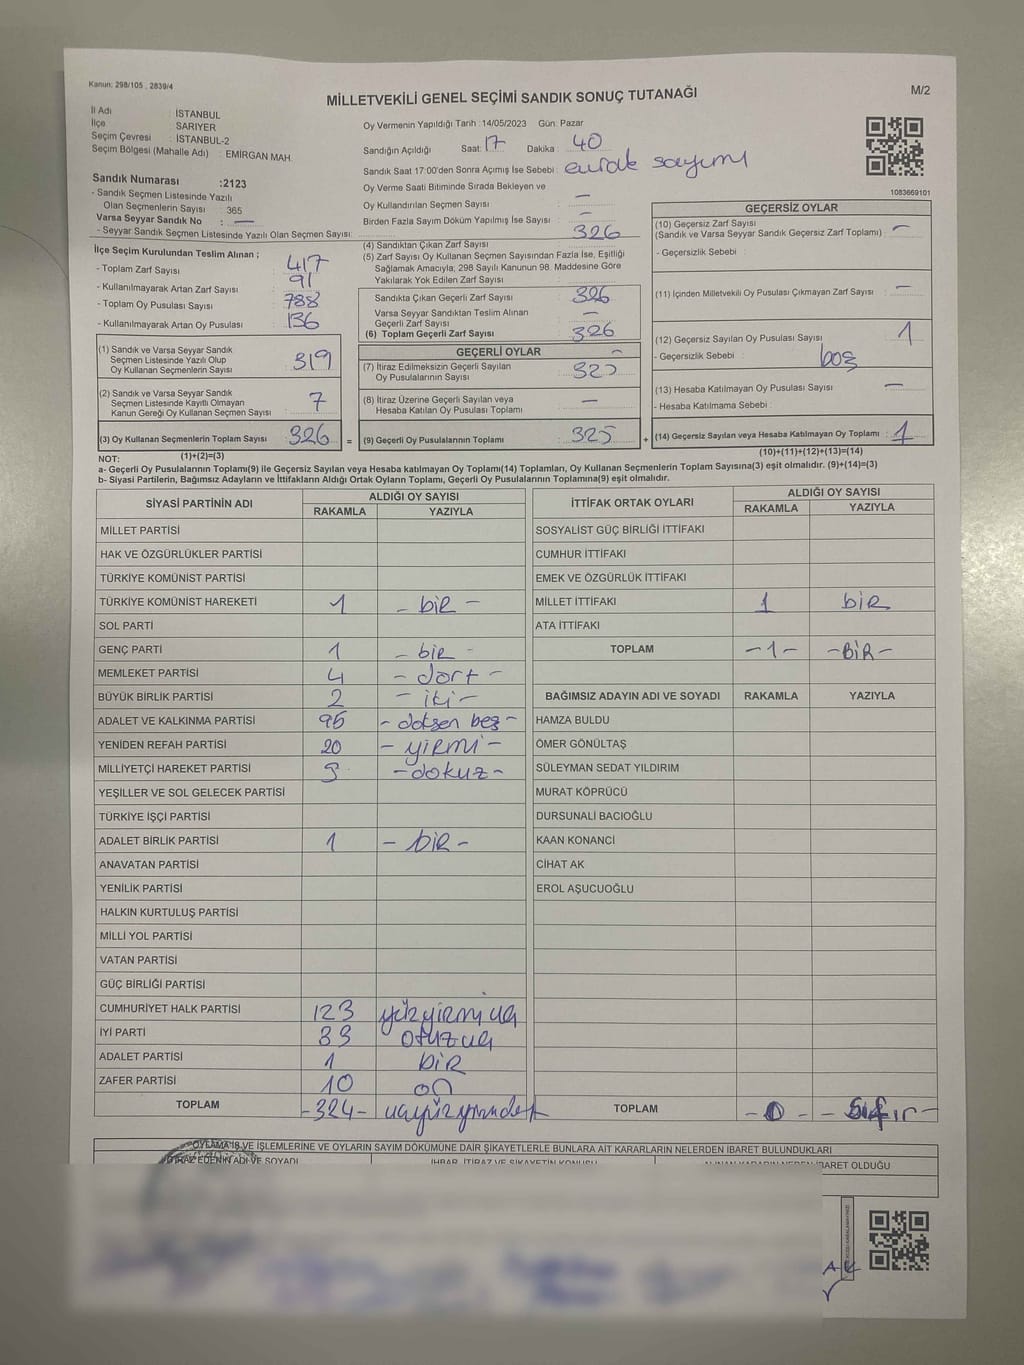 Kanun: 298/105 , 2839/4
M/2
MİLLETVEKİLİ GENEL SEÇİMİ SANDIK SONUÇ TUTANAĞI
İl Adı : İSTANBUL
İlçe : SARIYER
Seçim Çevresi : İSTANBUL-2
Seçim Bölgesi (Mahalle Adı) : EMİRGAN MAH.
Sandık Numarası :2123
- Sandık Seçmen Listesinde Yazılı
Olan Seçmenlerin Sayısı : 365
Varsa Seyyar Sandık No : —
- Seyyar Sandık Seçmen Listesinde Yazılı Olan Seçmen Sayısı:
Oy Vermenin Yapıldığı Tarih :14/05/2023 Gün: Pazar
Sandığın Açıldığı Saat: 17 Dakika : 40
Sandık Saat 17:00'den Sonra Açımış İse Sebebi : evrak sayımı
Oy Verme Saati Bitiminde Sırada Bekleyen ve
Oy Kullandırılan Seçmen Sayısı : —
Birden Fazla Sayım Döküm Yapılmış İse Sayısı : —
1083669101
İlçe Seçim Kurulundan Teslim Alınan ;
- Toplam Zarf Sayısı : 417
- Kullanılmayarak Artan Zarf Sayısı : 91
- Toplam Oy Pusulası Sayısı : 788
- Kullanılmayarak Artan Oy Pusulası : 136
(1) Sandık ve Varsa Seyyar Sandık
Seçmen Listesinde Yazılı Olup
Oy Kullanan Seçmenlerin Sayısı : 319
(2) Sandık ve Varsa Seyyar Sandık
Seçmen Listesinde Kayıtlı Olmayan
Kanun Gereği Oy Kullanan Seçmen Sayısı : 7
(3) Oy Kullanan Seçmenlerin Toplam Sayısı : 326 =
(4) Sandıktan Çıkan Zarf Sayısı : 326
(5) Zarf Sayısı Oy Kullanan Seçmen Sayısından Fazla İse, Eşitliği
Sağlamak Amacıyla, 298 Sayılı Kanunun 98. Maddesine Göre
Yakılarak Yok Edilen Zarf Sayısı :
Sandıkta Çıkan Geçerli Zarf Sayısı : 326
Varsa Seyyar Sandıktan Teslim Alınan
Geçerli Zarf Sayısı : —
(6) Toplam Geçerli Zarf Sayısı : 326
GEÇERLİ OYLAR
(7) İtiraz Edilmeksizin Geçerli Sayılan
Oy Pusulalarının Sayısı : 325
(8) İtiraz Üzerine Geçerli Sayılan veya
Hesaba Katılan Oy Pusulası Toplamı : —
(9) Geçerli Oy Pusulalarının Toplamı : 325 +
GEÇERSİZ OYLAR
(10) Geçersiz Zarf Sayısı
(Sandık ve Varsa Seyyar Sandık Geçersiz Zarf Toplamı) : —
- Geçersizlik Sebebi :
(11) İçinden Milletvekili Oy Pusulası Çıkmayan Zarf Sayısı : —
(12) Geçersiz Sayılan Oy Pusulası Sayısı : 1
- Geçersizlik Sebebi : boş
(13) Hesaba Katılmayan Oy Pusulası Sayısı : —
- Hesaba Katılmama Sebebi :
(14) Geçersiz Sayılan veya Hesaba Katılmayan Oy Toplamı : 1
NOT: (1)+(2)=(3)
(10)+(11)+(12)+(13)=(14)
a- Geçerli Oy Pusulalarının Toplamı(9) ile Geçersiz Sayılan veya Hesaba katılmayan Oy Toplamı(14) Toplamları, Oy Kullanan Seçmenlerin Toplam Sayısına(3) eşit olmalıdır. (9)+(14)=(3)
b- Siyasi Partilerin, Bağımsız Adayların ve İttifakların Aldığı Ortak Oyların Toplamı, Geçerli Oy Pusulalarının Toplamına(9) eşit olmalıdır.
SİYASİ PARTİNİN ADI ALDIĞI OY SAYISI
RAKAMLA YAZIYLA
MİLLET PARTİSİ
HAK VE ÖZGÜRLÜKLER PARTİSİ
TÜRKİYE KOMÜNİST PARTİSİ
TÜRKİYE KOMÜNİST HAREKETİ 1 - bir -
SOL PARTİ
GENÇ PARTİ 1 - bir -
MEMLEKET PARTİSİ 4 - dort -
BÜYÜK BİRLİK PARTİSİ 2 - iki -
ADALET VE KALKINMA PARTİSİ 95 - doksen beş -
YENİDEN REFAH PARTİSİ 20 - yirmi -
MİLLİYETÇİ HAREKET PARTİSİ 9 - dokuz -
YEŞİLLER VE SOL GELECEK PARTİSİ
TÜRKİYE İŞÇİ PARTİSİ
ADALET BİRLİK PARTİSİ 1 - bir -
ANAVATAN PARTİSİ
YENİLİK PARTİSİ
HALKIN KURTULUŞ PARTİSİ
MİLLİ YOL PARTİSİ
VATAN PARTİSİ
GÜÇ BİRLİĞİ PARTİSİ
CUMHURİYET HALK PARTİSİ 123 yüzyirmi üç
İYİ PARTİ 33 otuz üç
ADALET PARTİSİ 1 bir
ZAFER PARTİSİ 10 on
TOPLAM -324-
İTTİFAK ORTAK OYLARI ALDIĞI OY SAYISI
RAKAMLA YAZIYLA
SOSYALİST GÜÇ BİRLİĞİ İTTİFAKI
CUMHUR İTTİFAKI
EMEK VE ÖZGÜRLÜK İTTİFAKI
MİLLET İTTİFAKI 1 bir
ATA İTTİFAKI
TOPLAM -1- -BİR-
BAĞIMSIZ ADAYIN ADI VE SOYADI RAKAMLA YAZIYLA
HAMZA BULDU
ÖMER GÖNÜLTAŞ
SÜLEYMAN SEDAT YILDIRIM
MURAT KÖPRÜCÜ
DURSUNALİ BACIOĞLU
KAAN KONANCİ
CİHAT AK
EROL AŞUCUOĞLU
TOPLAM -0- -Sıfır-
OYLAMA İŞ VE İŞLEMLERİNE VE OYLARIN SAYIM DÖKÜMÜNE DAİR ŞİKAYETLERLE BUNLARA AİT KARARLARIN NELERDEN İBARET BULUNDUKLARI
İTİRAZ EDENİN ADI VE SOYADI İHBAR, İTİRAZ VE ŞİKAYETİN KONUSU İBARET OLDUĞU